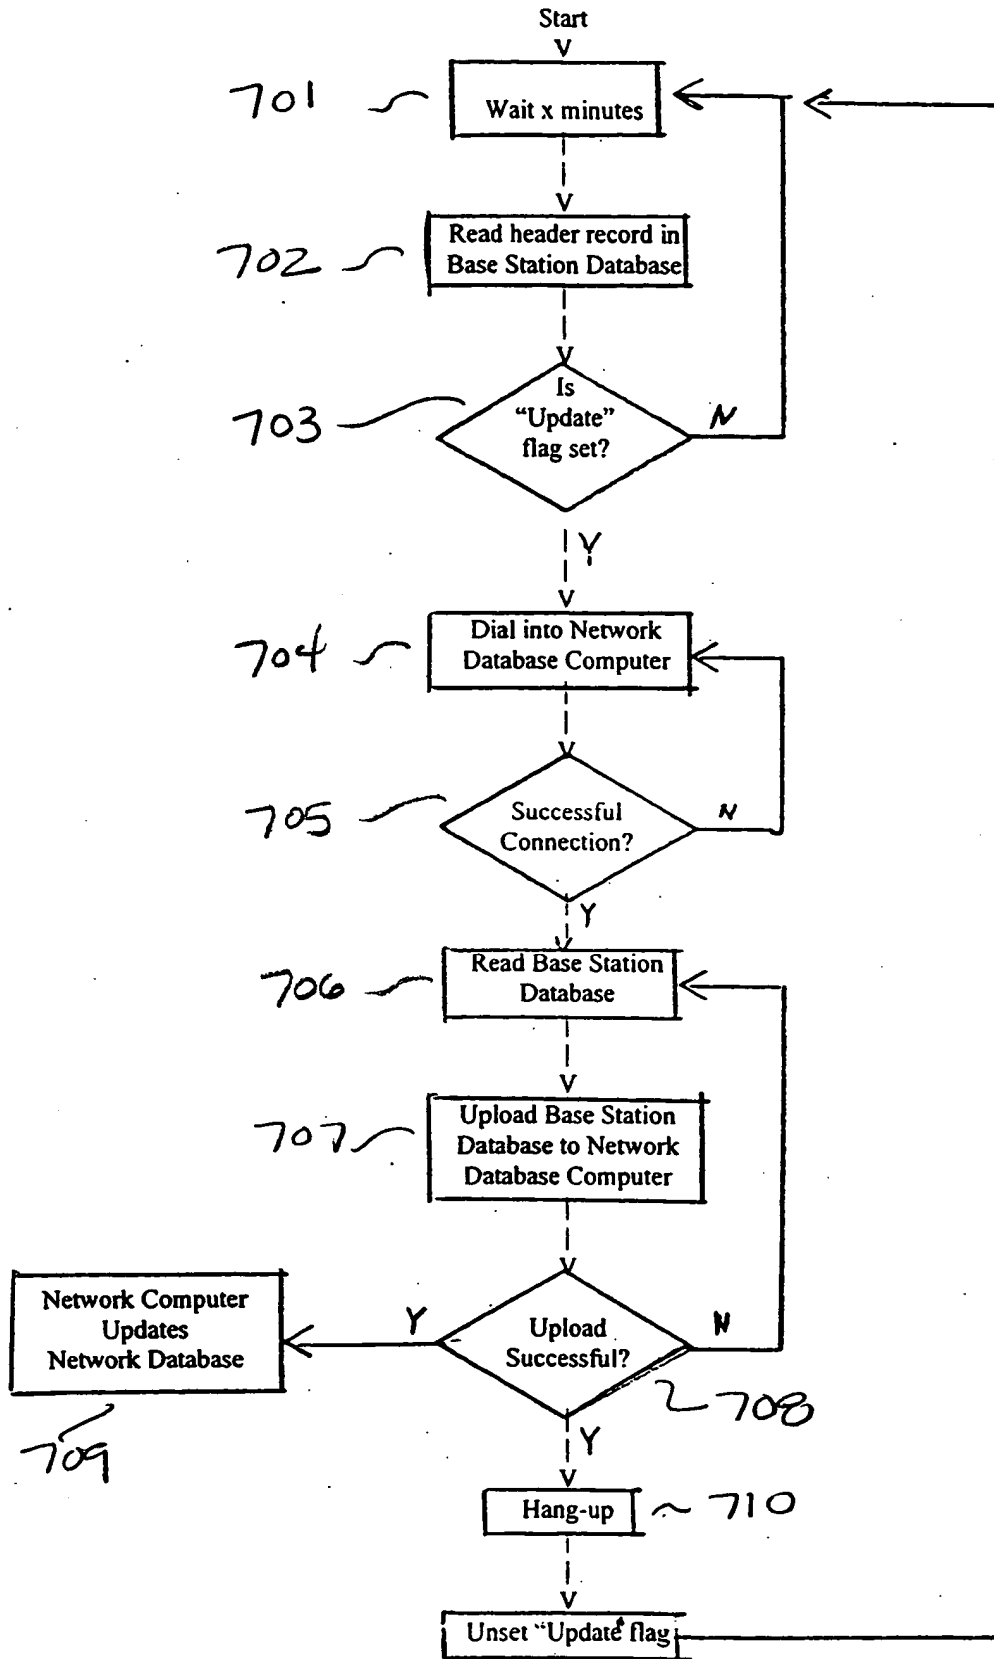 Start
701
Wait x minutes
702
Read header record in
Base Station Database
703
Is
"Update"
flag set?
N
Y
704
Dial into Network
Database Computer
705
Successful
Connection?
N
Y
706
Read Base Station
Database
707
Upload Base Station
Database to Network
Database Computer
Network Computer
Updates
Network Database
Y
Upload
Successful?
N
708
709
Y
Hang-up
710
Unset "Update" flag